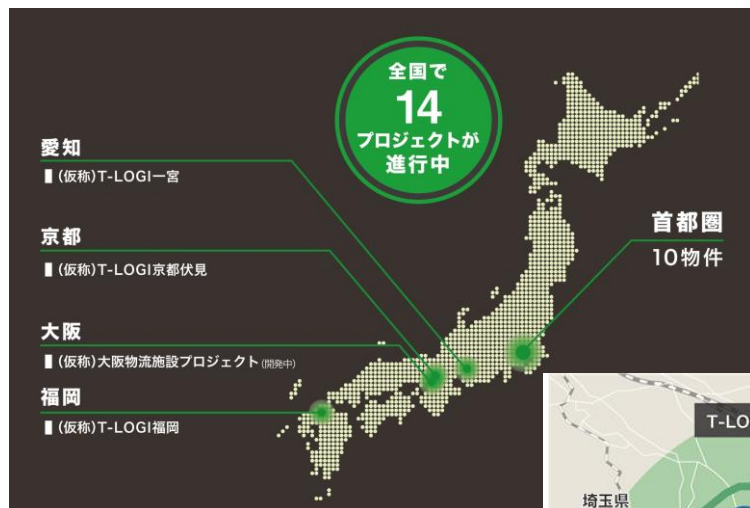 全国で
14
プロジェクトが
進行中
愛知
(仮称)T-LOGI一宮
京都
(仮称)T-LOGI京都伏見
大阪
(仮称)大阪物流施設プロジェクト(開発中)
福岡
(仮称)T-LOGI福岡
首都圏
10物件
T-LO
埼玉県